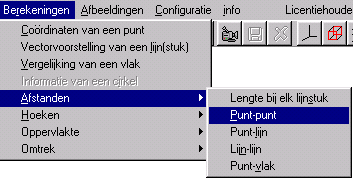 Berekeningen Afbeeldingen Configuratie info Licentiehoude
Coördinaten van een punt
Vectorvoorstelling van een lijn(stuk)
Vergelijking van een vlak
Informatie van een cirkel
Afstanden
Hoeken
Oppervlakte
Omtrek
Lengte bij elk lijnstuk
Punt-punt
Punt-lijn
Lijn-lijn
Punt-vlak